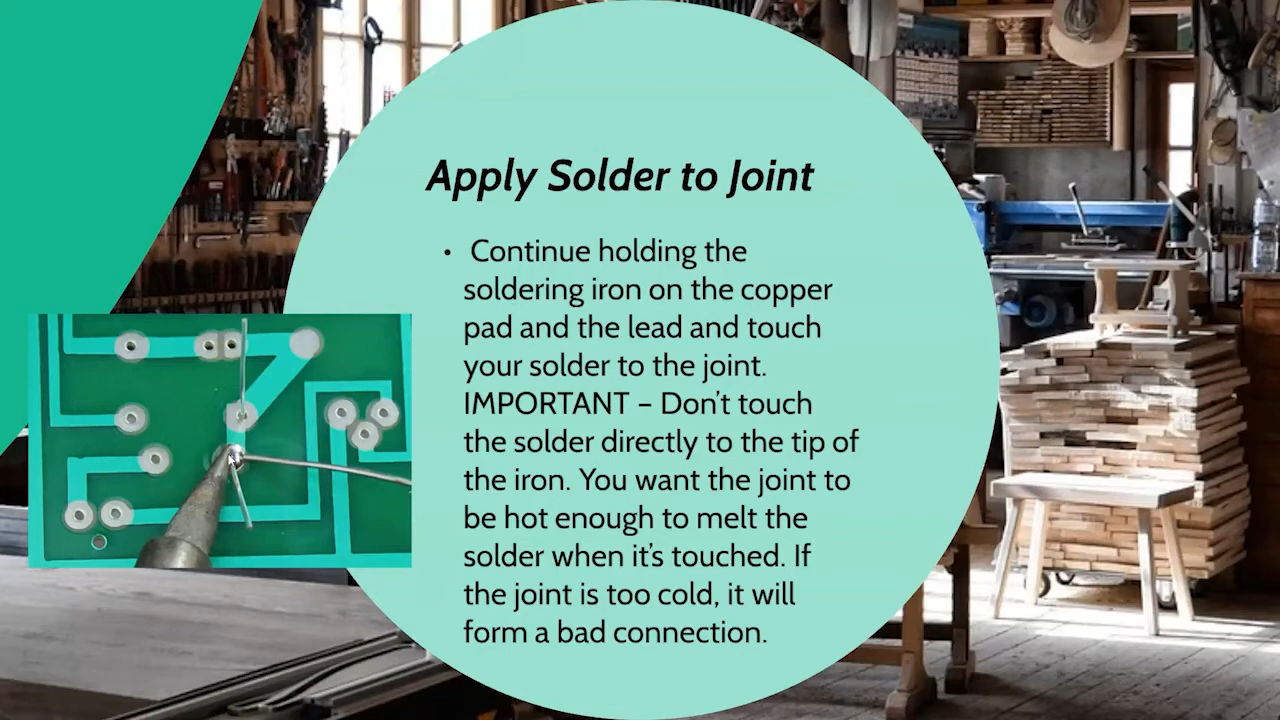 Apply Solder to Joint
• Continue holding the
soldering iron on the copper
pad and the lead and touch
your solder to the joint.
IMPORTANT – Don't touch
the solder directly to the tip of
the iron. You want the joint to
be hot enough to melt the
solder when it's touched. If
the joint is too cold, it will
form a bad connection.